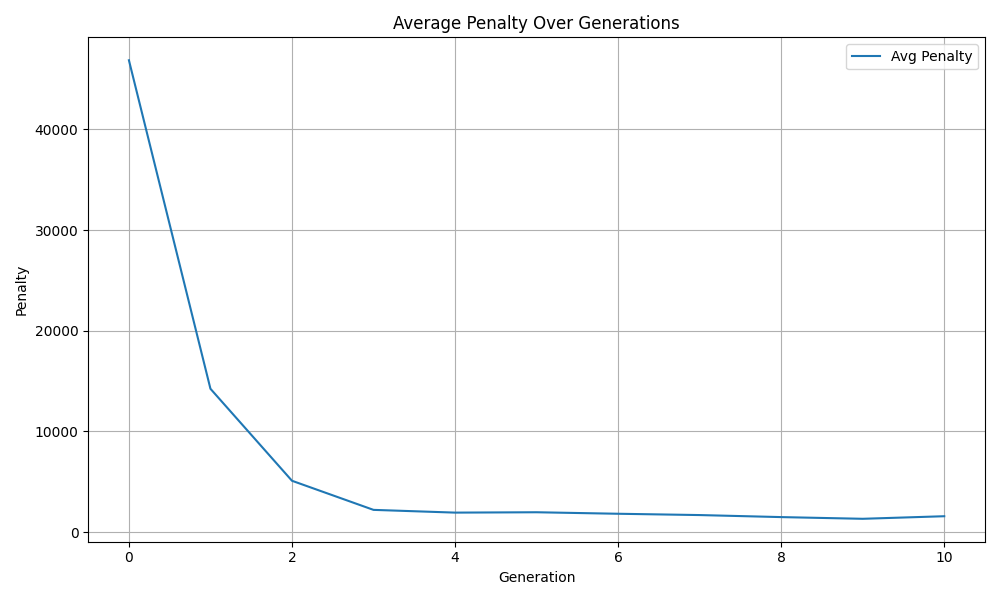 Average Penalty Over Generations
Avg Penalty
40000
30000
20000
10000
0
Penalty
0 2 4 6 8 10
Generation